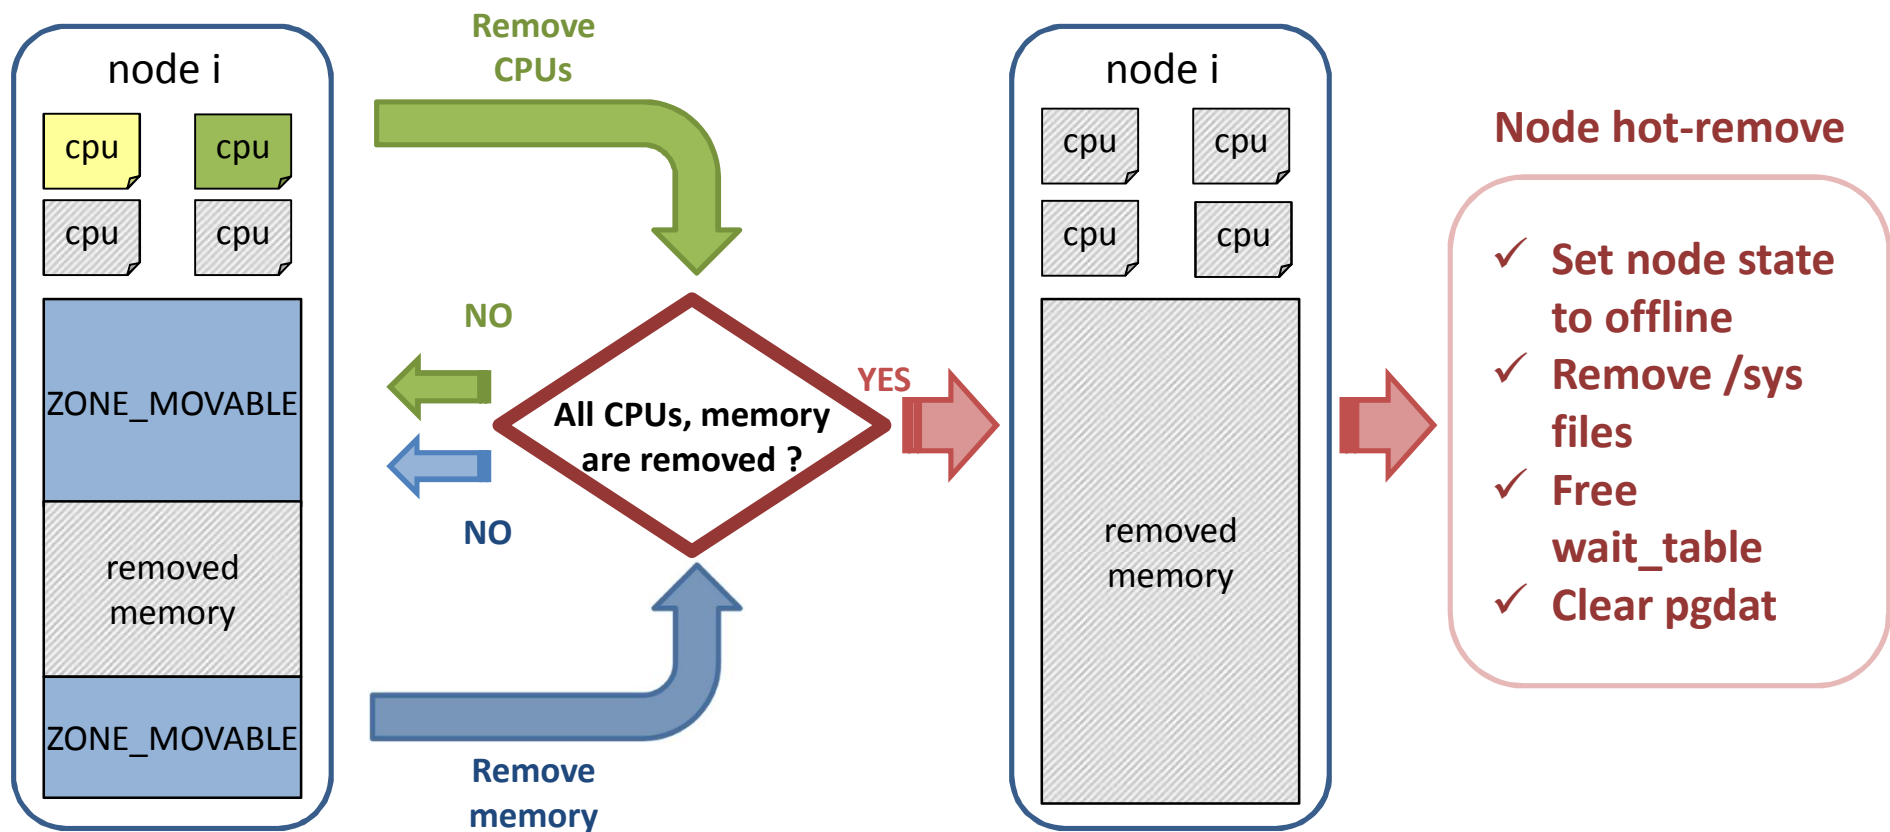 node i
cpu
cpu
cpu
cpu
ZONE_MOVABLE
removed
memory
ZONE_MOVABLE
Remove
CPUs
NO
All CPUs, memory
are removed ?
YES
NO
Remove
memory
node i
cpu
cpu
cpu
cpu
removed
memory
Node hot-remove
✓ Set node state
to offline
✓ Remove /sys
files
✓ Free
wait_table
✓ Clear pgdat